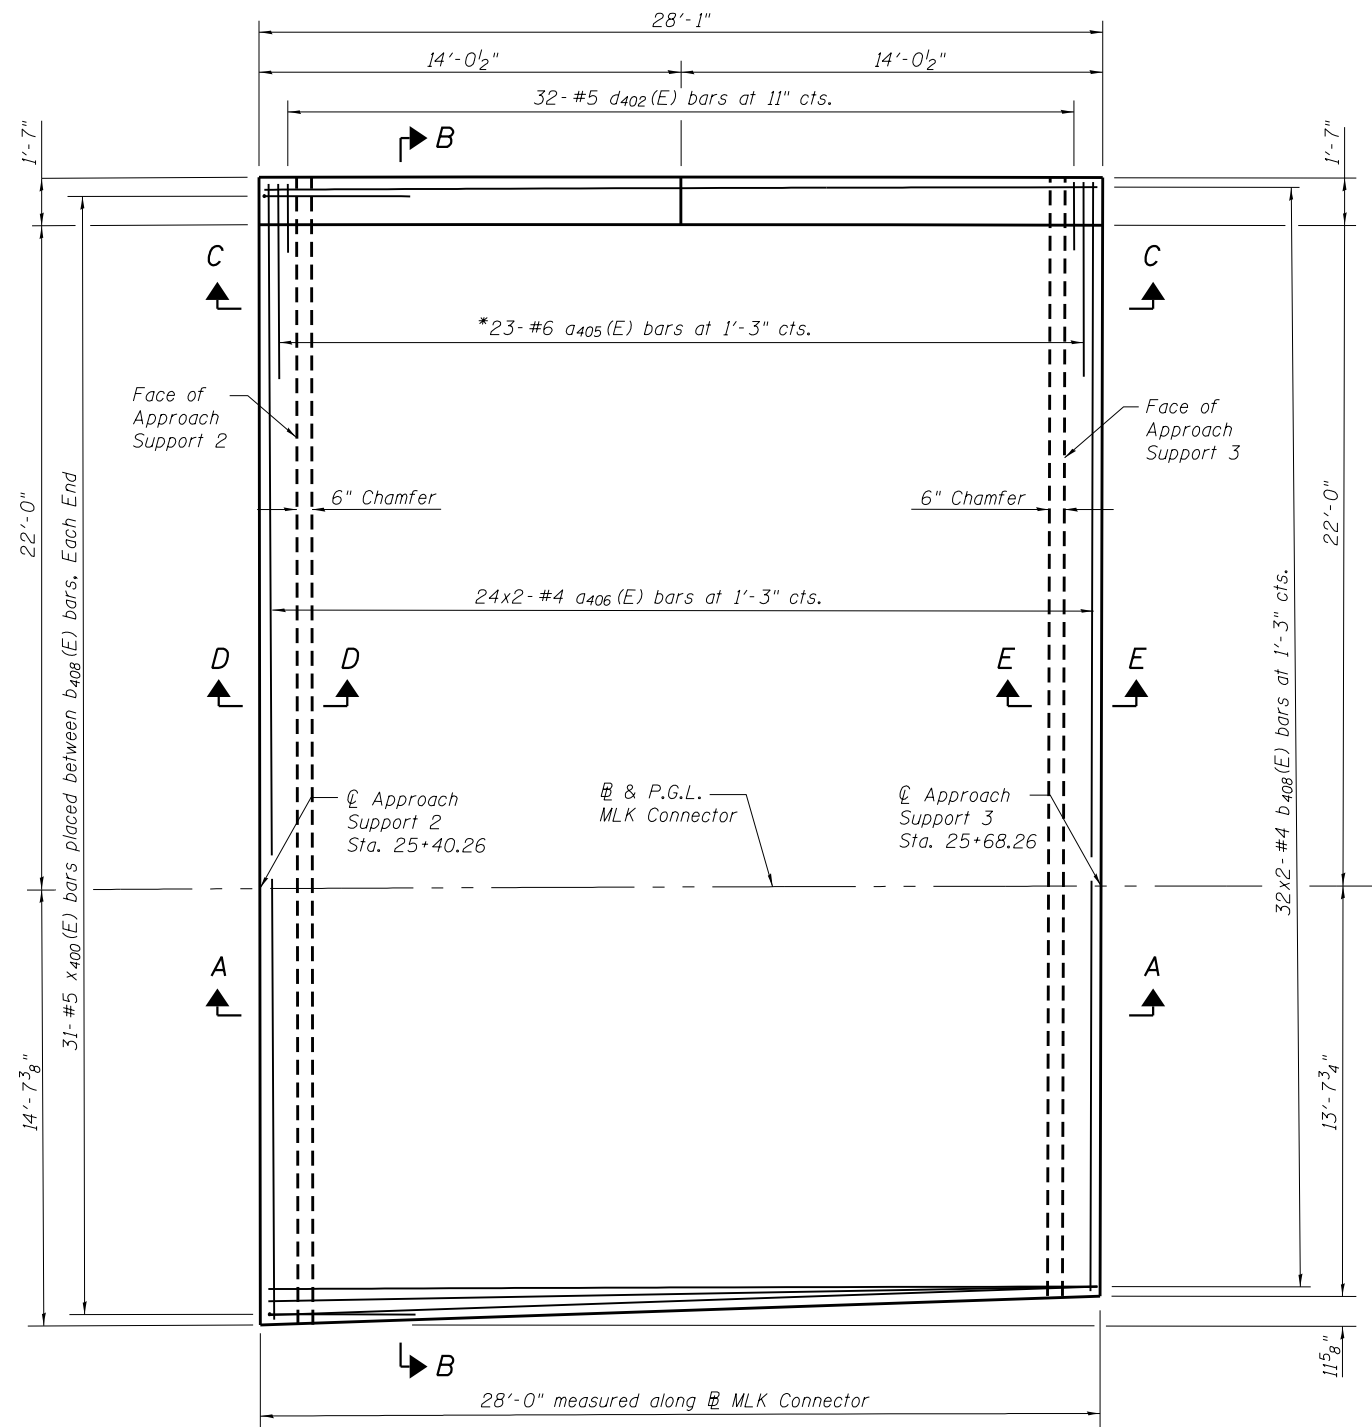 28'-1"
14'-0½"
14'-0½"
32-#5 d402(E) bars at 11" cts.
B
1'-7"
1'-7"
C
C
*23-#6 a405(E) bars at 1'-3" cts.
Face of
Approach
Support 2
Face of
Approach
Support 3
6" Chamfer
6" Chamfer
22'-0"
31-#5 x400(E) bars placed between b408(E) bars, Each End
22'-0"
24x2-#4 a406(E) bars at 1'-3" cts.
32x2-#4 b408(E) bars at 1'-3" cts.
D
D
E
E
℄ Approach
Support 2
Sta. 25+40.26
BL & P.G.L.
MLK Connector
℄ Approach
Support 3
Sta. 25+68.26
A
A
14'-7⅜"
13'-7¾"
11⅝"
B
28'-0" measured along BL MLK Connector